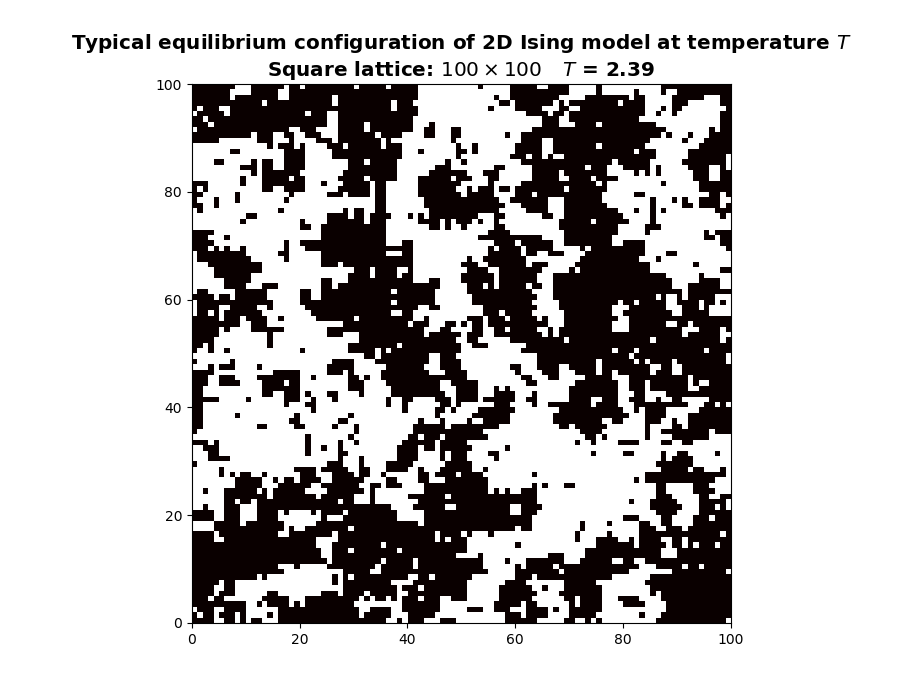 Typical equilibrium configuration of 2D Ising model at temperature T
Square lattice: 100 × 100 T = 2.39
100
80
60
40
20
0
0 20 40 60 80 100